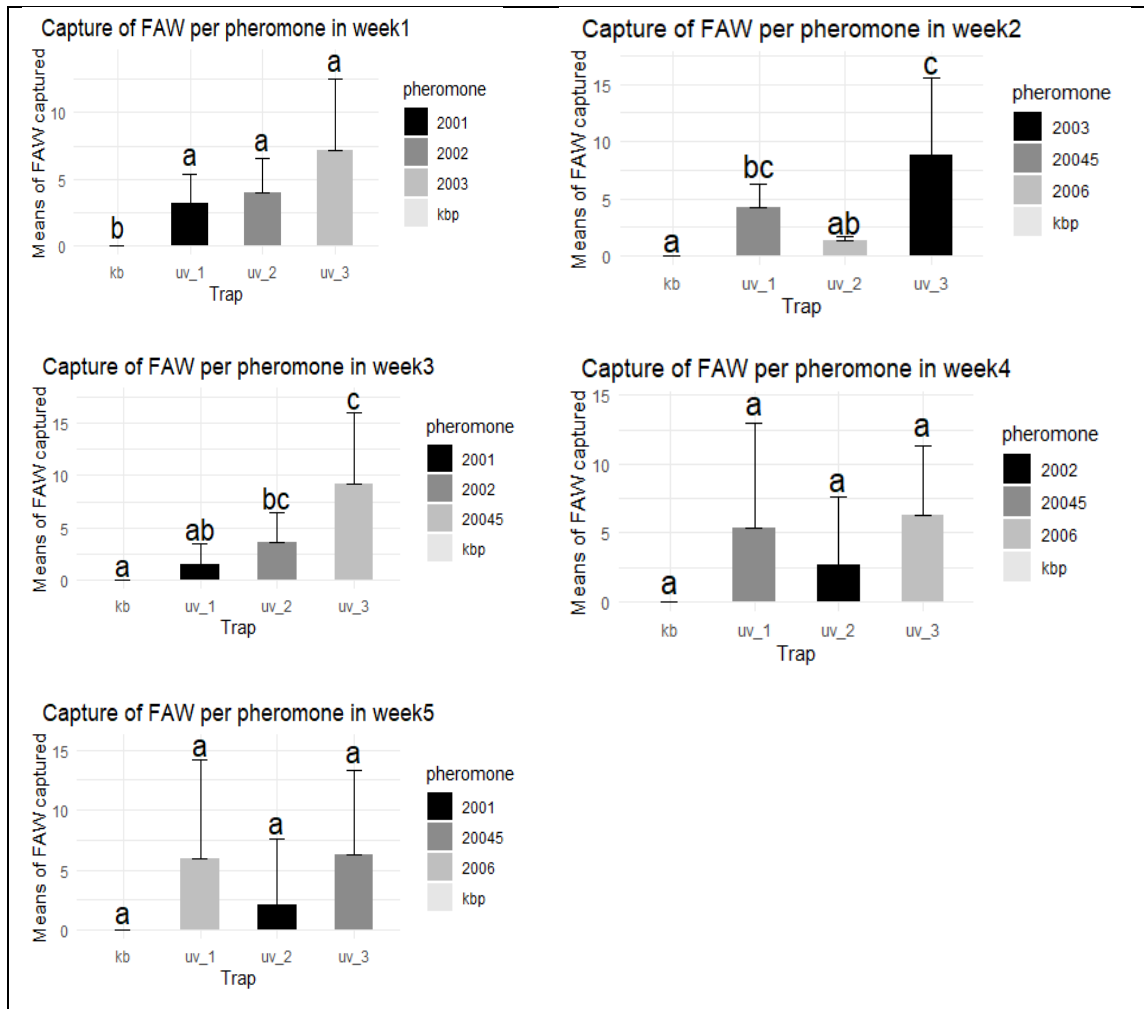 Capture of FAW per pheromone in week1
Means of FAW captured
10
5
0
b
a
a
a
kb
uv_1
uv_2
uv_3
Trap
pheromone
2001
2002
2003
kbp
Capture of FAW per pheromone in week2
Means of FAW captured
15
10
5
0
a
bc
ab
c
kb
uv_1
uv_2
uv_3
Trap
pheromone
2003
20045
2006
kbp
Capture of FAW per pheromone in week3
Means of FAW captured
15
10
5
0
a
ab
bc
c
kb
uv_1
uv_2
uv_3
Trap
pheromone
2001
2002
20045
kbp
Capture of FAW per pheromone in week4
Means of FAW captured
15
10
5
0
a
a
a
a
kb
uv_1
uv_2
uv_3
Trap
pheromone
2002
20045
2006
kbp
Capture of FAW per pheromone in week5
Means of FAW captured
15
10
5
0
a
a
a
a
kb
uv_1
uv_2
uv_3
Trap
pheromone
2001
20045
2006
kbp